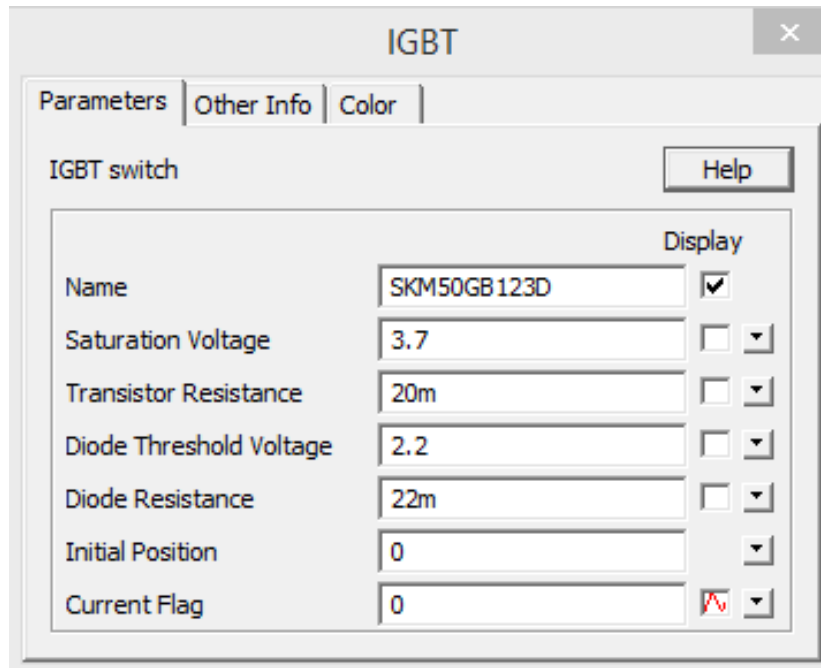 IGBT
Parameters Other Info Color
IGBT switch Help
Display
Name SKM50GB123D
Saturation Voltage 3.7
Transistor Resistance 20m
Diode Threshold Voltage 2.2
Diode Resistance 22m
Initial Position 0
Current Flag 0